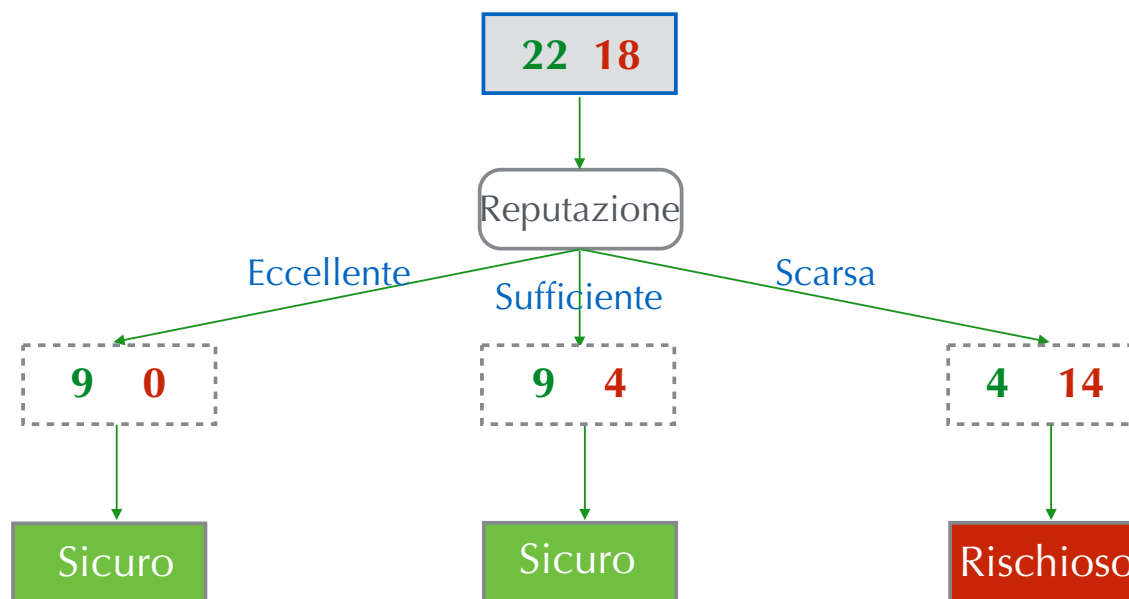 22 18
Reputazione
Eccellente
Sufficiente
Scarsa
9 0
9 4
4 14
Sicuro
Sicuro
Rischioso